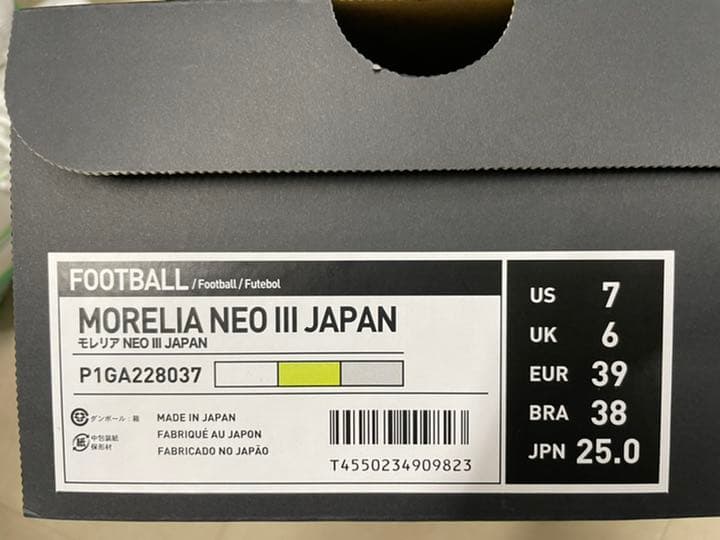 FOOTBALL / Football / Futebol
MORELIA NEO III JAPAN
モレリア NEO III JAPAN
P1GA228037
ダンボール:箱
紙 中包装紙
保形材
MADE IN JAPAN
FABRIQUÉ AU JAPON
FABRICADO NO JAPÃO
T4550234909823
US 7
UK 6
EUR 39
BRA 38
JPN 25.0